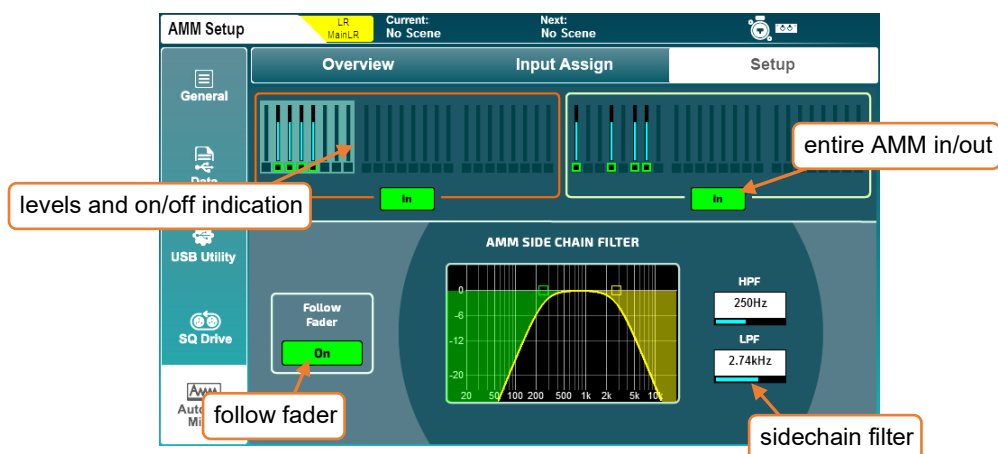 AMM Setup
LR
MainLR
Current:
No Scene
Next:
No Scene
Overview
Input Assign
Setup
General
Data
USB Utility
SQ Drive
levels and on/off indication
entire AMM in/out
In
In
AMM SIDE CHAIN FILTER
Follow
Fader
On
0
-6
-12
-20
20 50 100 200 500 1k 2k 5k 10k
HPF
250Hz
LPF
2.74kHz
follow fader
sidechain filter